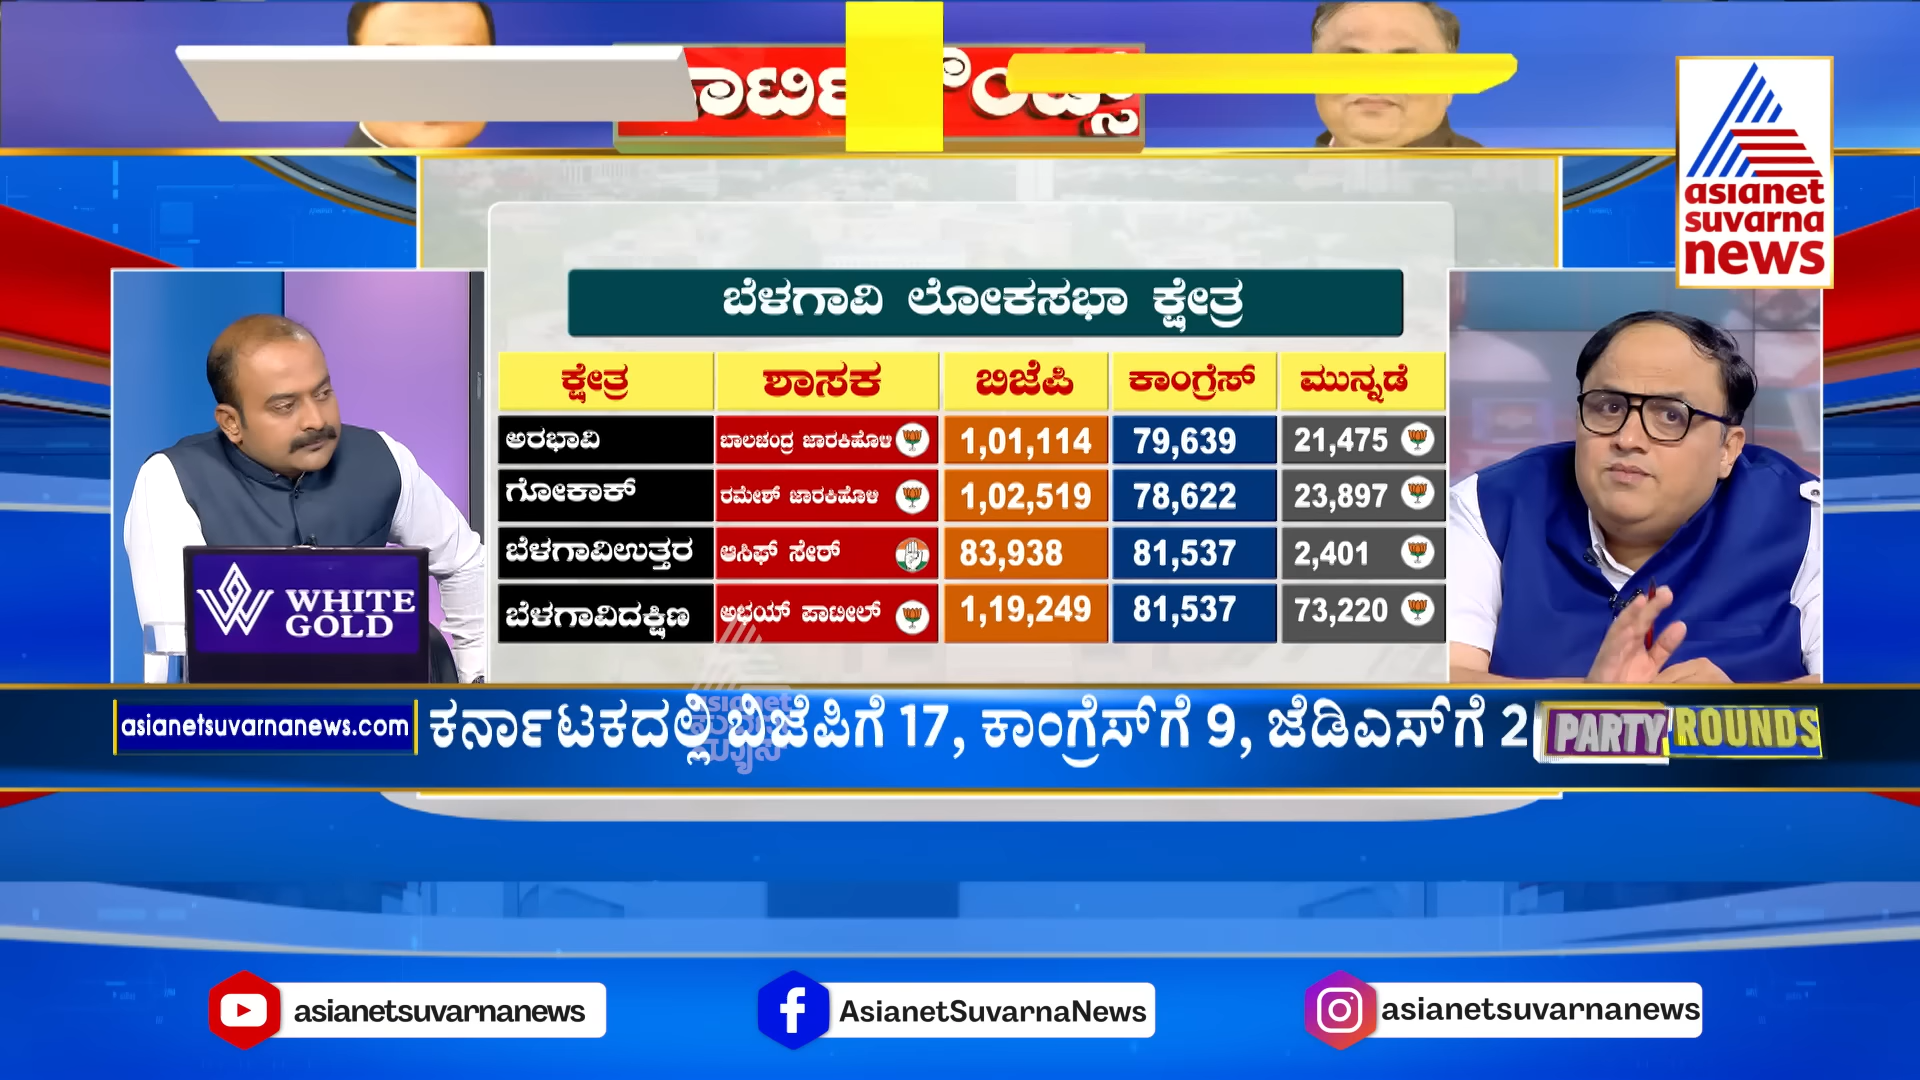 asianet
suvarna
news
ಬೆಳಗಾವಿ ಲೋಕಸಭಾ ಕ್ಷೇತ್ರ
ಕ್ಷೇತ್ರ ಶಾಸಕ ಬಿಜೆಪಿ ಕಾಂಗ್ರೆಸ್ ಮುನ್ನಡೆ
ಅರಭಾವಿ ಬಾಲಚಂದ್ರ ಜಾರಕಿಹೊಳಿ 1,01,114 79,639 21,475
ಗೋಕಾಕ್ ರಮೇಶ್ ಜಾರಕಿಹೊಳಿ 1,02,519 78,622 23,897
ಬೆಳಗಾವಿಉತ್ತರ ಆಸಿಫ್ ಸೇಠ್ 83,938 81,537 2,401
ಬೆಳಗಾವಿದಕ್ಷಿಣ ಅಭಯ್ ಪಾಟೀಲ್ 1,19,249 81,537 73,220
WHITE
GOLD
asianetsuvarnanews.com ಕರ್ನಾಟಕದಲ್ಲಿ ಬಿಜೆಪಿಗೆ 17, ಕಾಂಗ್ರೆಸ್‌ಗೆ 9, ಜೆಡಿಎಸ್‌ಗೆ 2 PARTY ROUNDS
asianetsuvarnanews AsianetSuvarnaNews asianetsuvarnanews